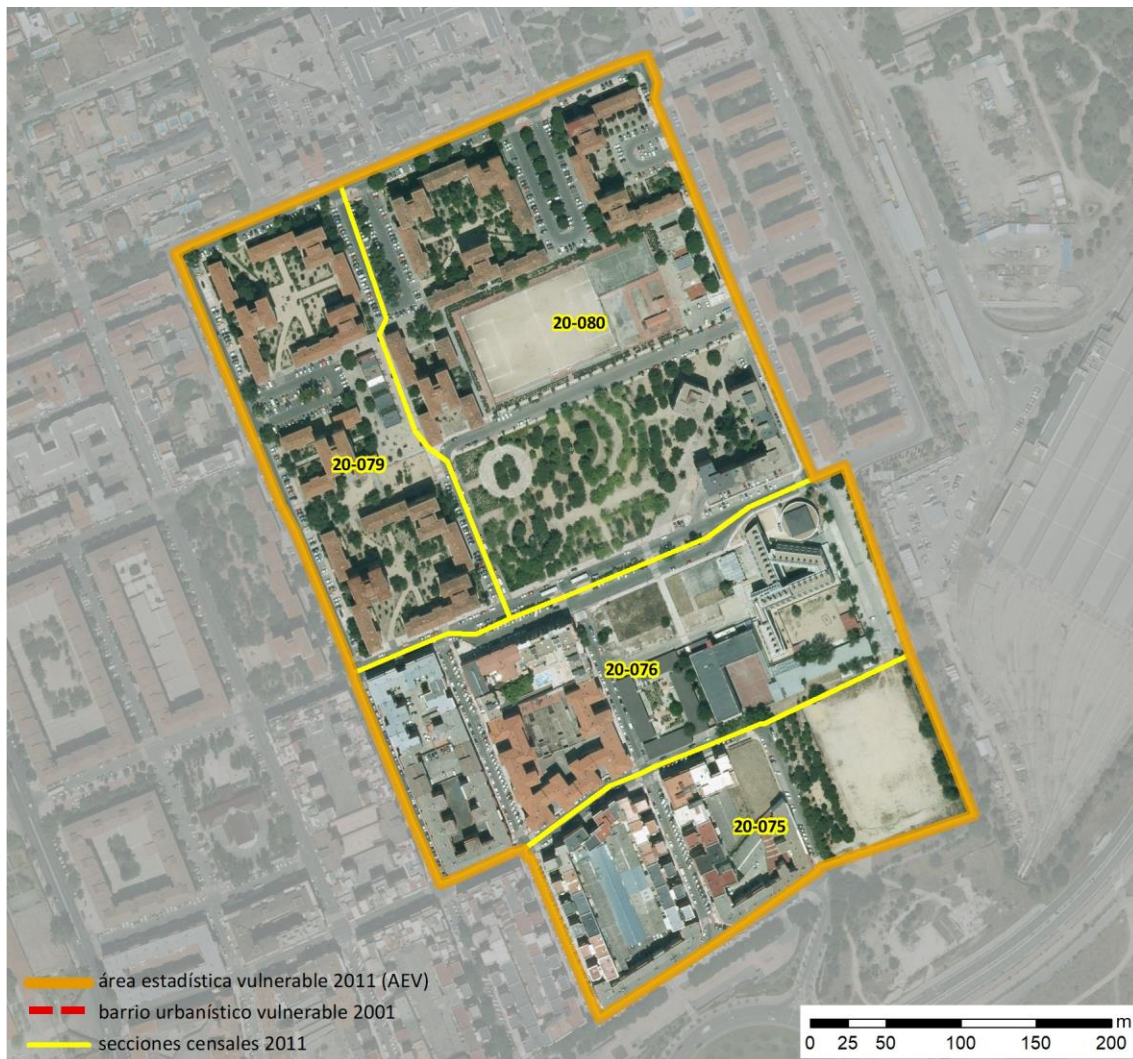 20-080
20-079
20-076
20-075
área estadística vulnerable 2011 (AEV)
barrio urbanístico vulnerable 2001
secciones censales 2011
m
0 25 50 100 150 200